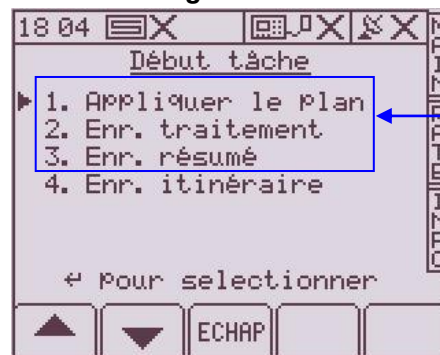 18 04
Début tâche
1. Appliquer le plan
2. Enr. traitement
3. Enr. résumé
4. Enr. itinéraire
↵ pour selectionner
ECHAP